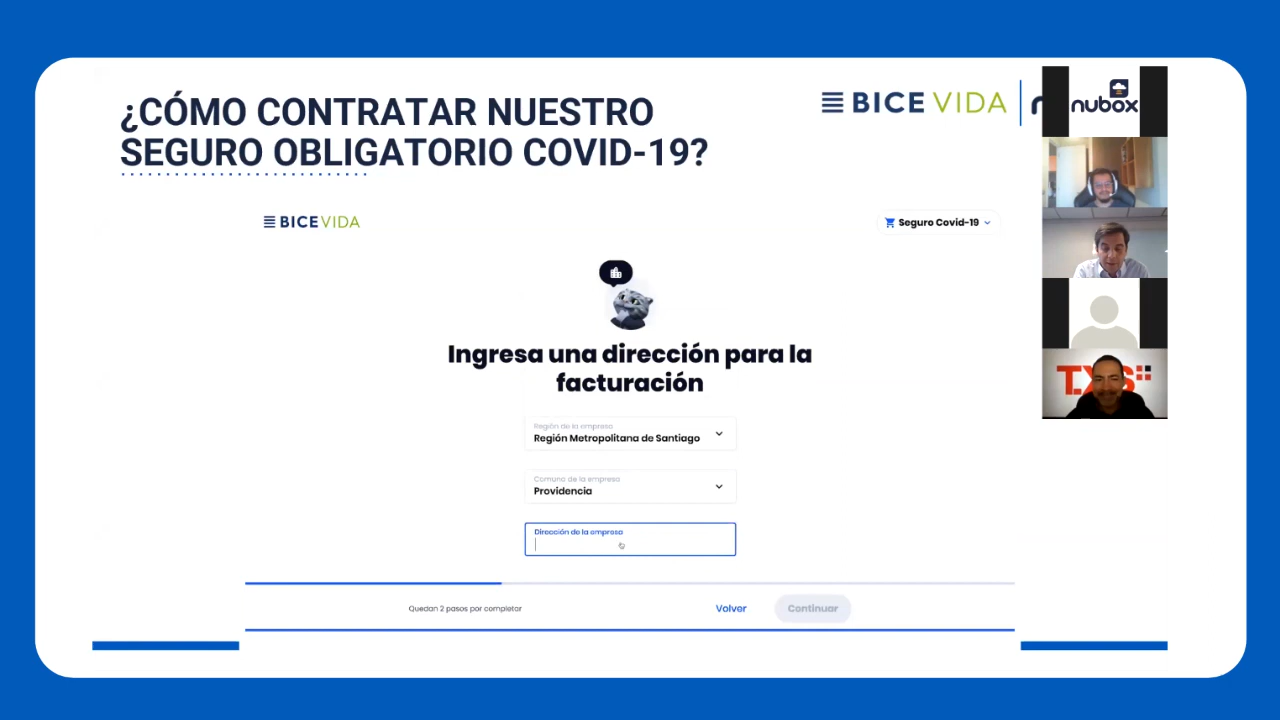 ¿CÓMO CONTRATAR NUESTRO
SEGURO OBLIGATORIO COVID-19?
BICE VIDA
nubox
BICE VIDA
Seguro Covid-19
Ingresa una dirección para la
facturación
Región de la empresa
Región Metropolitana de Santiago
Comuna de la empresa
Providencia
Dirección de la empresa
Quedan 2 pasos por completar
Volver
Continuar